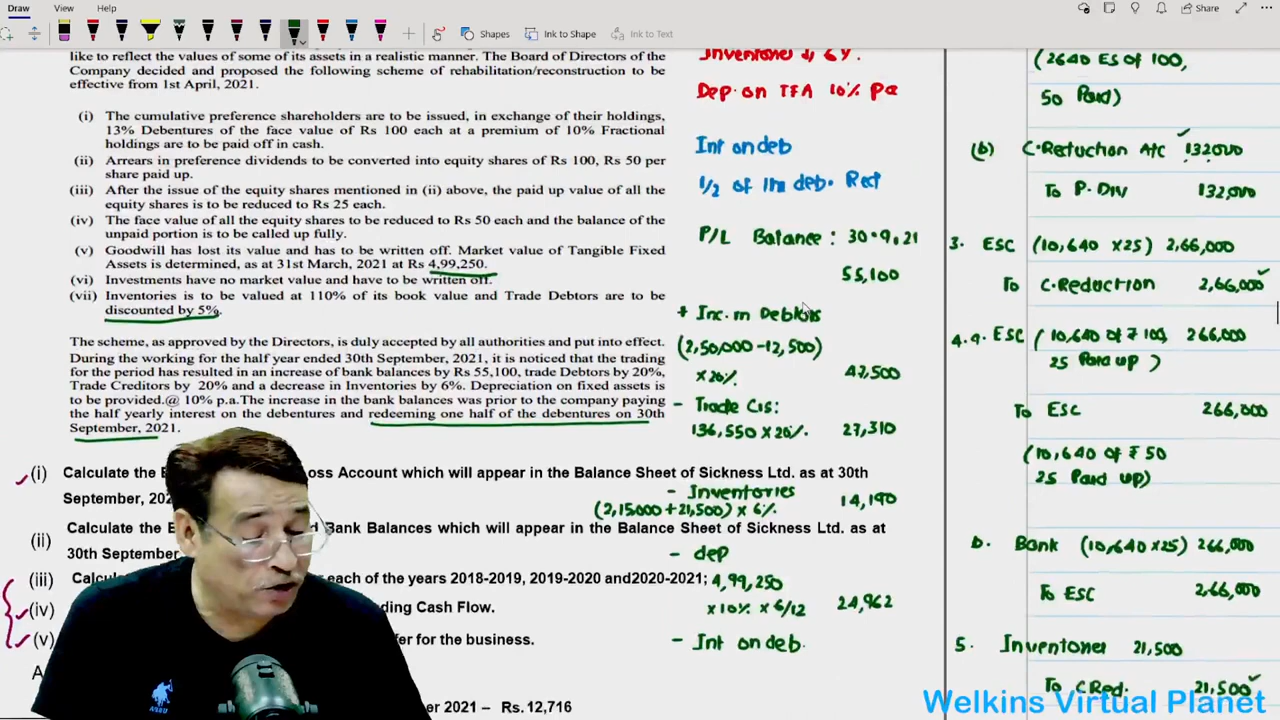 Draw View Help
Share
Shapes Ink to Shape Ink to Text
like to reflect the values of some of its assets in a realistic manner. The Board of Directors of the
Company decided and proposed the following scheme of rehabilitation/reconstruction to be
effective from 1st April, 2021.
(i) The cumulative preference shareholders are to be issued, in exchange of their holdings,
13% Debentures of the face value of Rs 100 each at a premium of 10% Fractional
holdings are to be paid off in cash.
(ii) Arrears in preference dividends to be converted into equity shares of Rs 100, Rs 50 per
share paid up.
(iii) After the issue of the equity shares mentioned in (ii) above, the paid up value of all the
equity shares is to be reduced to Rs 25 each.
(iv) The face value of all the equity shares to be reduced to Rs 50 each and the balance of the
unpaid portion is to be called up fully.
(v) Goodwill has lost its value and has to be written off. Market value of Tangible Fixed
Assets is determined, as at 31st March, 2021 at Rs 4,99,250.
(vi) Investments have no market value and have to be written off.
(vii) Inventories is to be valued at 110% of its book value and Trade Debtors are to be
discounted by 5%.
The scheme, as approved by the Directors, is duly accepted by all authorities and put into effect.
During the working for the half year ended 30th September, 2021, it is noticed that the trading
for the period has resulted in an increase of bank balances by Rs 55,100, trade Debtors by 20%,
Trade Creditors by 20% and a decrease in Inventories by 6%. Depreciation on fixed assets is
to be provided.@ 10% p.a.The increase in the bank balances was prior to the company paying
the half yearly interest on the debentures and redeeming one half of the debentures on 30th
September, 2021.
(i) Calculate the B oss Account which will appear in the Balance Sheet of Sickness Ltd. as at 30th
September, 202
(ii) Calculate the E d Bank Balances which will appear in the Balance Sheet of Sickness Ltd. as at
30th September
(iii) Calcul each of the years 2018-2019, 2019-2020 and2020-2021;
(iv) ding Cash Flow.
(v) fer for the business.
A
2021 – Rs. 12,716
Inventories ↓ 6%
Dep. on TFA 10% Pa
Int on deb
1/2 of the deb. Red
P/L Balance: 30.9.21
55,100
+ Inc. in Debtors
(2,50,000-12,500)
x20% 47,500
- Trade Crs:
136,550 x 20% 27,310
- Inventories
(2,15000+21,500) x 6% 14,190
- dep
4,99,250
x10% x 6/12 24,962
- Int on deb.
(2640 ES of 100,
50 Paid)
(b) C.Reduction A/c 132,000
To P.Div 132,000
3. ESC (10,640 x25) 2,66,000
To C.Reduction 2,66,000
4.a. ESC (10,640 of ₹ 100 266,000
25 Paid up)
To ESC 266,000
(10,640 of ₹ 50
25 Paid up)
b. Bank (10,640 x25) 266,000
To ESC 2,66,000
5. Inventories 21,500
To C Red. 21,500
Welkins Virtual Planet